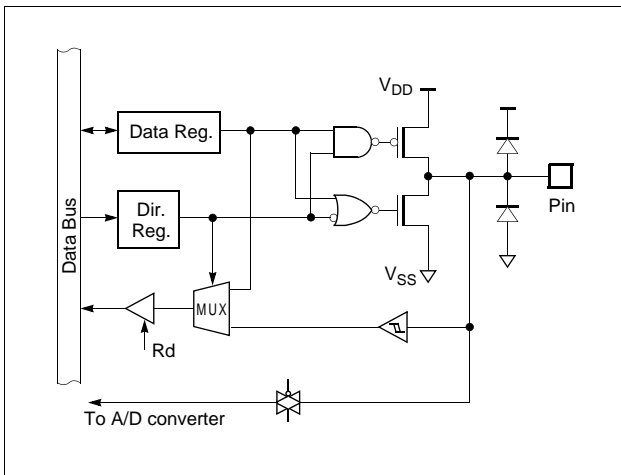 VDD
Data Reg.
Data Bus
Dir.
Reg.
Pin
VSS
MUX
Rd
To A/D converter